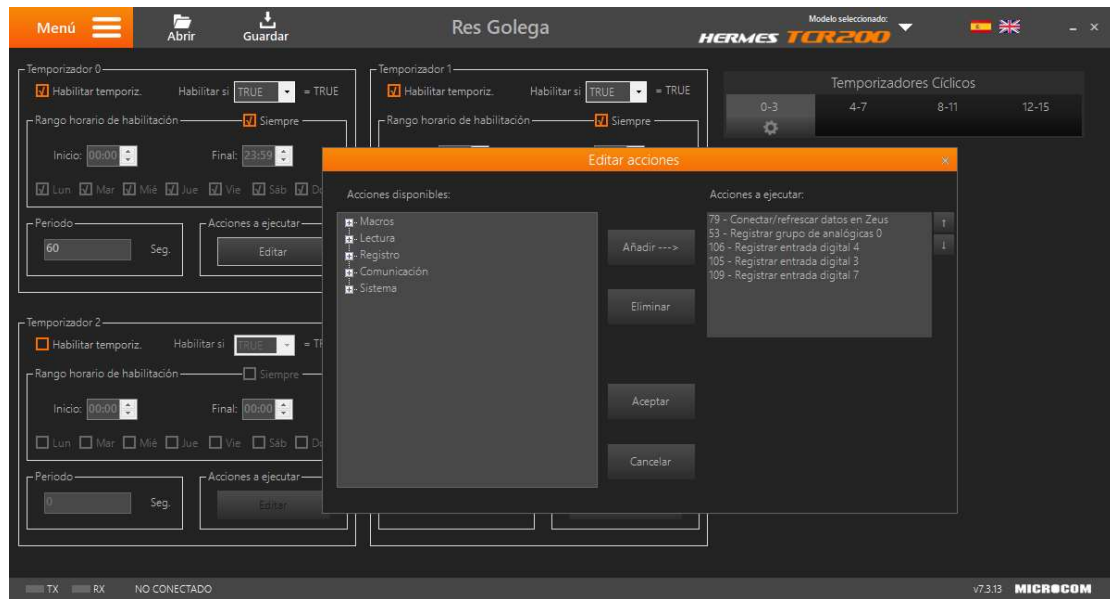 Menú
Abrir
Guardar
Res Golega
Modelo seleccionado:
HERMES TCR200
Temporizador 0
Habilitar temporiz. Habilitar si TRUE = TRUE
Rango horario de habilitación Siempre
Inicio: 00:00 Final: 23:59
Lun Mar Mié Jue Vie Sáb
Periodo
60 Seg.
Acciones a ejecutar
Editar
Temporizador 1
Habilitar temporiz. Habilitar si TRUE = TRUE
Rango horario de habilitación Siempre
Temporizadores Cíclicos
0-3 4-7 8-11 12-15
Editar acciones
Acciones disponibles:
Macros
Lectura
Registro
Comunicación
Sistema
Añadir --->
Eliminar
Aceptar
Cancelar
Acciones a ejecutar:
79 - Conectar/refrescar datos en Zeus
53 - Registrar grupo de analógicas 0
106 - Registrar entrada digital 4
105 - Registrar entrada digital 3
109 - Registrar entrada digital 7
Temporizador 2
Habilitar temporiz. Habilitar si TRUE = TR
Rango horario de habilitación Siempre
Inicio: 00:00 Final: 00:00
Lun Mar Mié Jue Vie Sáb
Periodo
0 Seg.
Acciones a ejecutar
Editar
TX RX NO CONECTADO
v7.3.13 MICROCOM